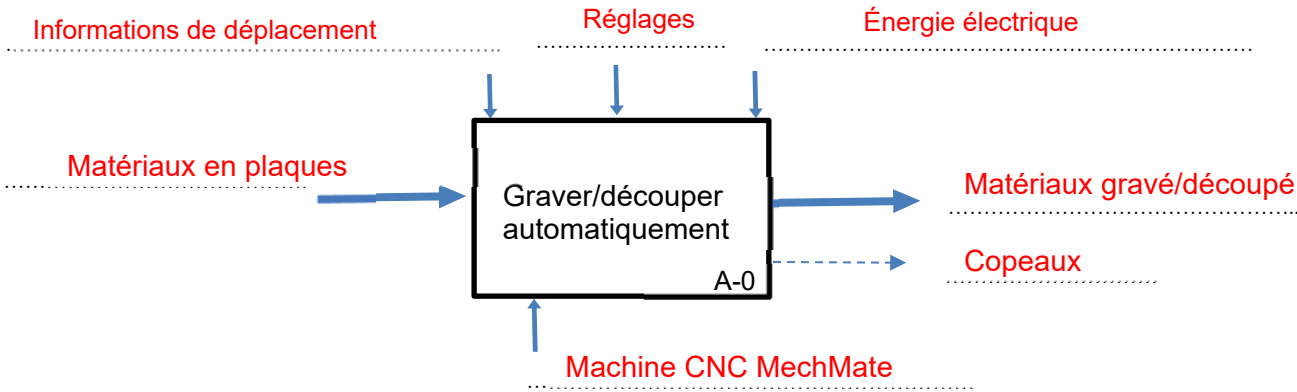 Informations de déplacement
Réglages
Énergie électrique
Matériaux en plaques
Graver/découper
automatiquement
A-0
Matériaux gravé/découpé
Copeaux
Machine CNC MechMate